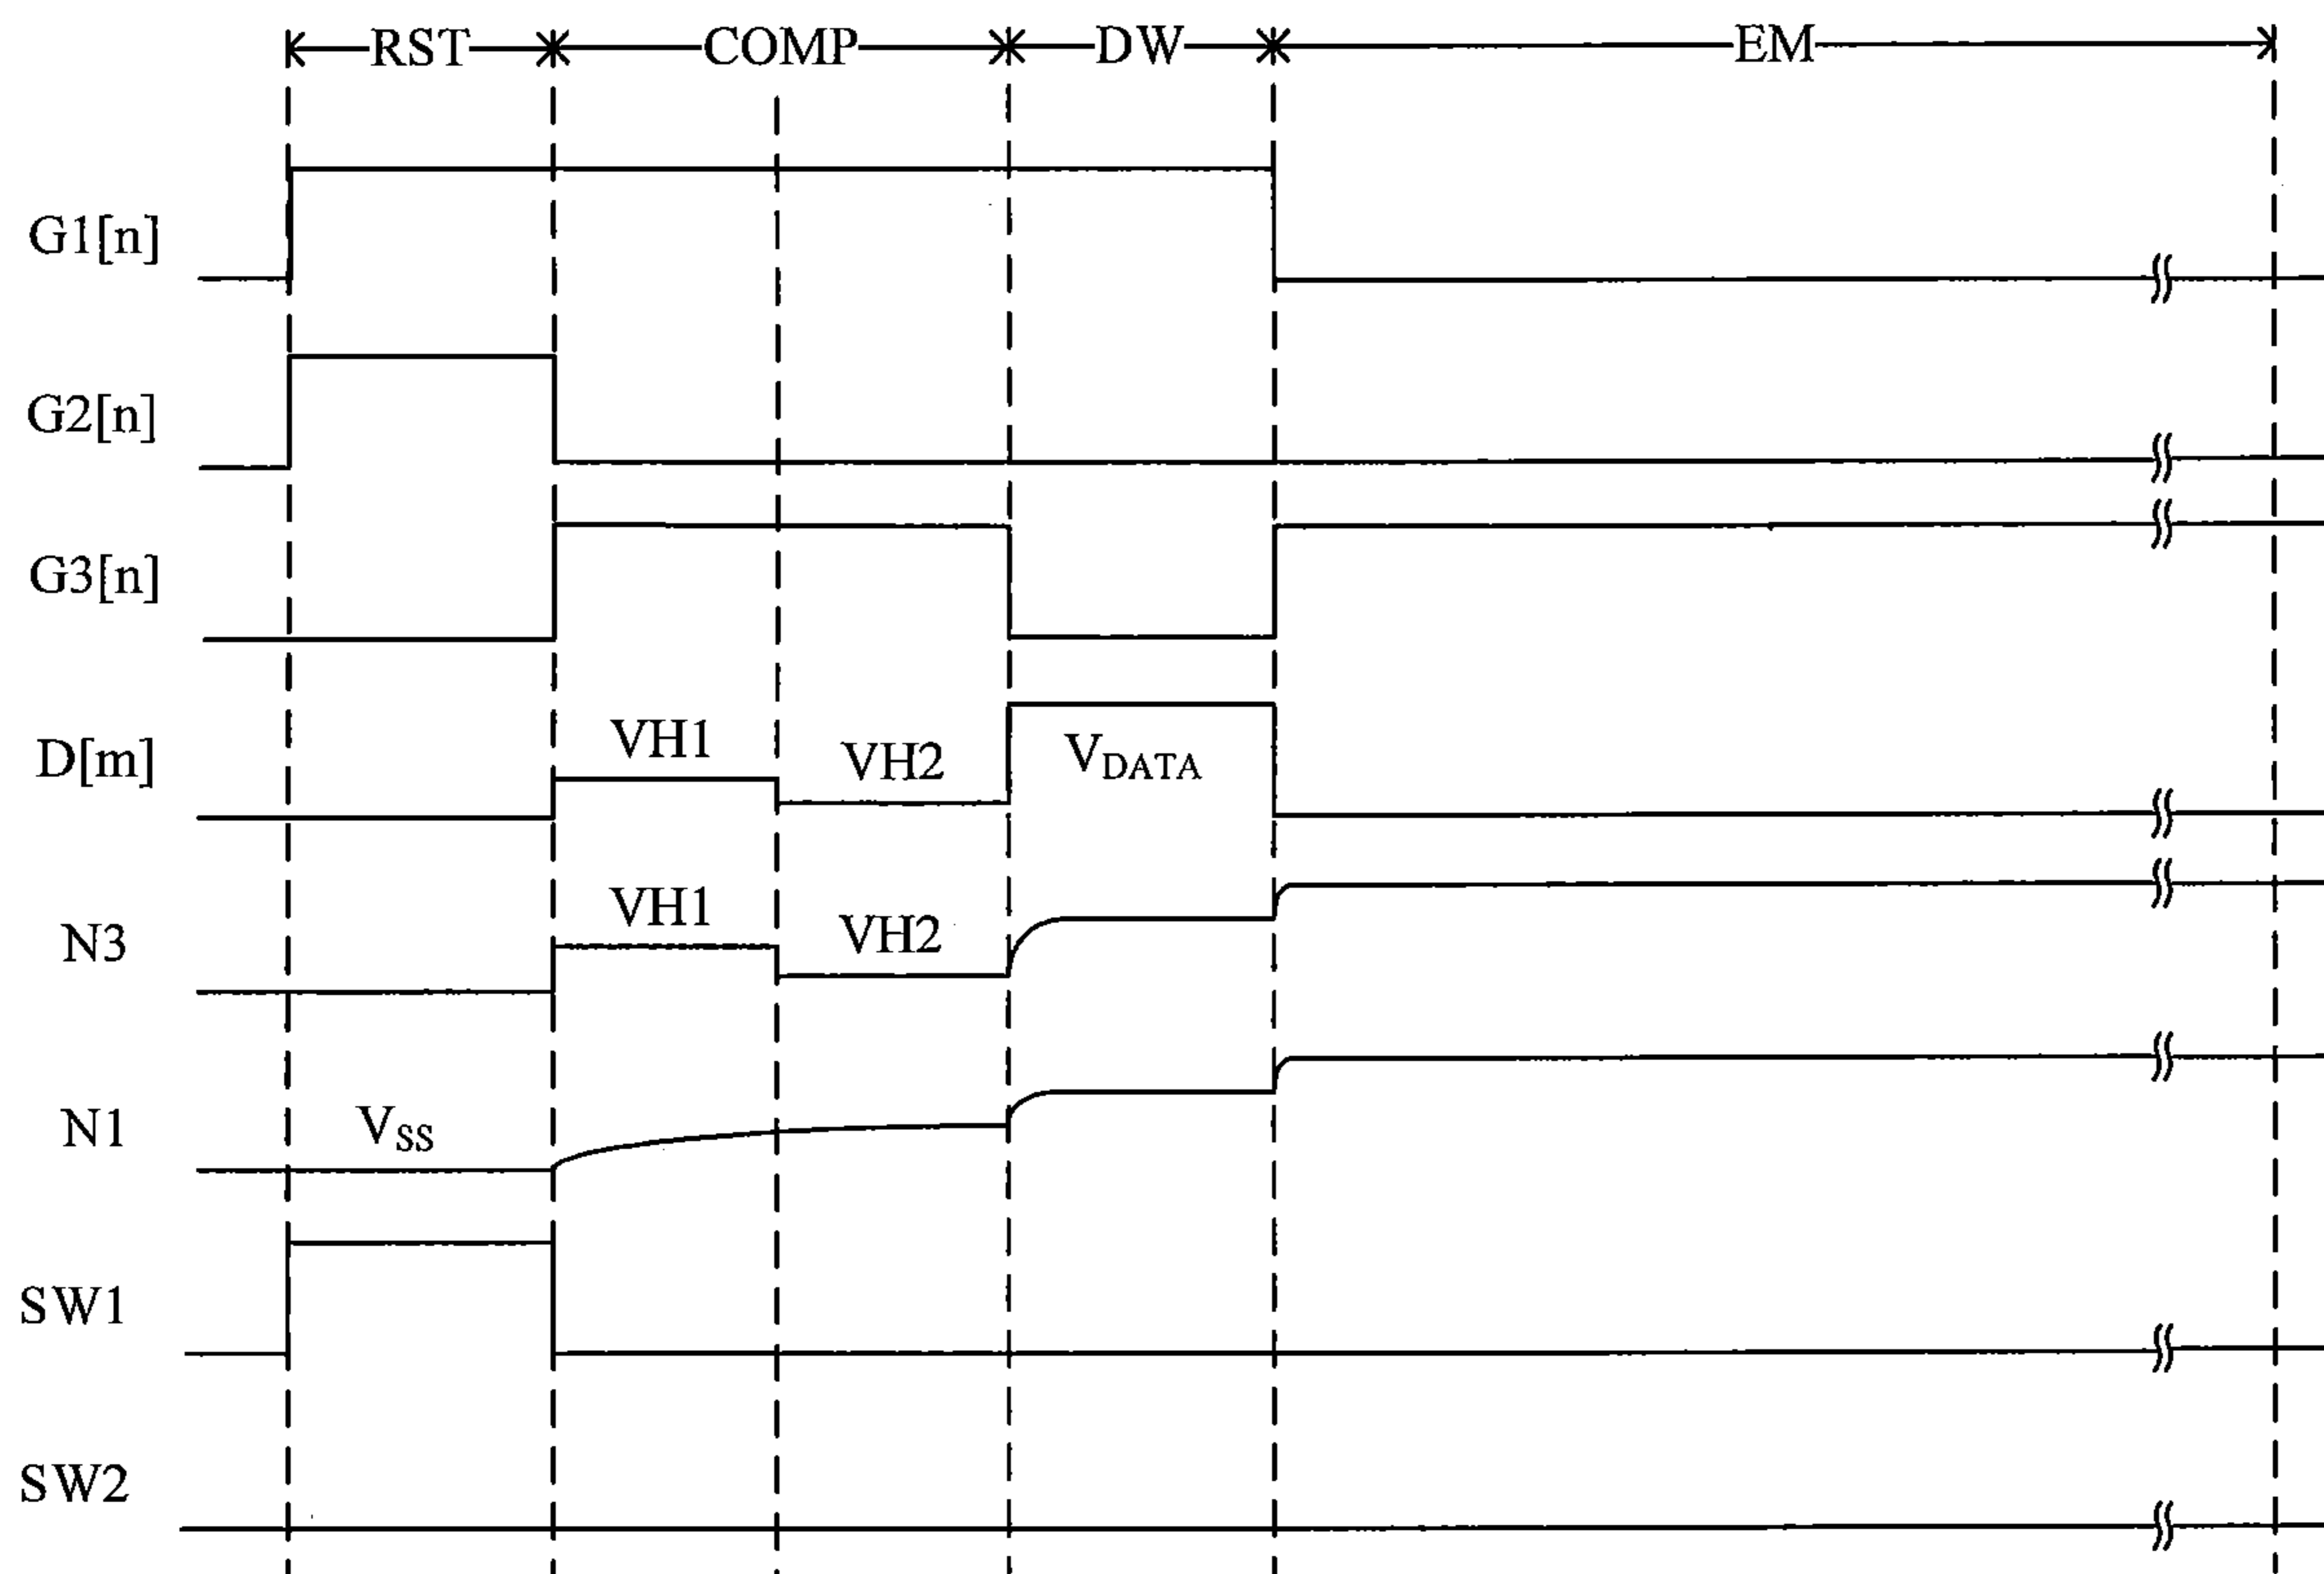 RST COMP DW EM
G1[n]
G2[n]
G3[n]
D[m] VH1 VH2 VDATA
N3 VH1 VH2
N1 VSS
SW1
SW2